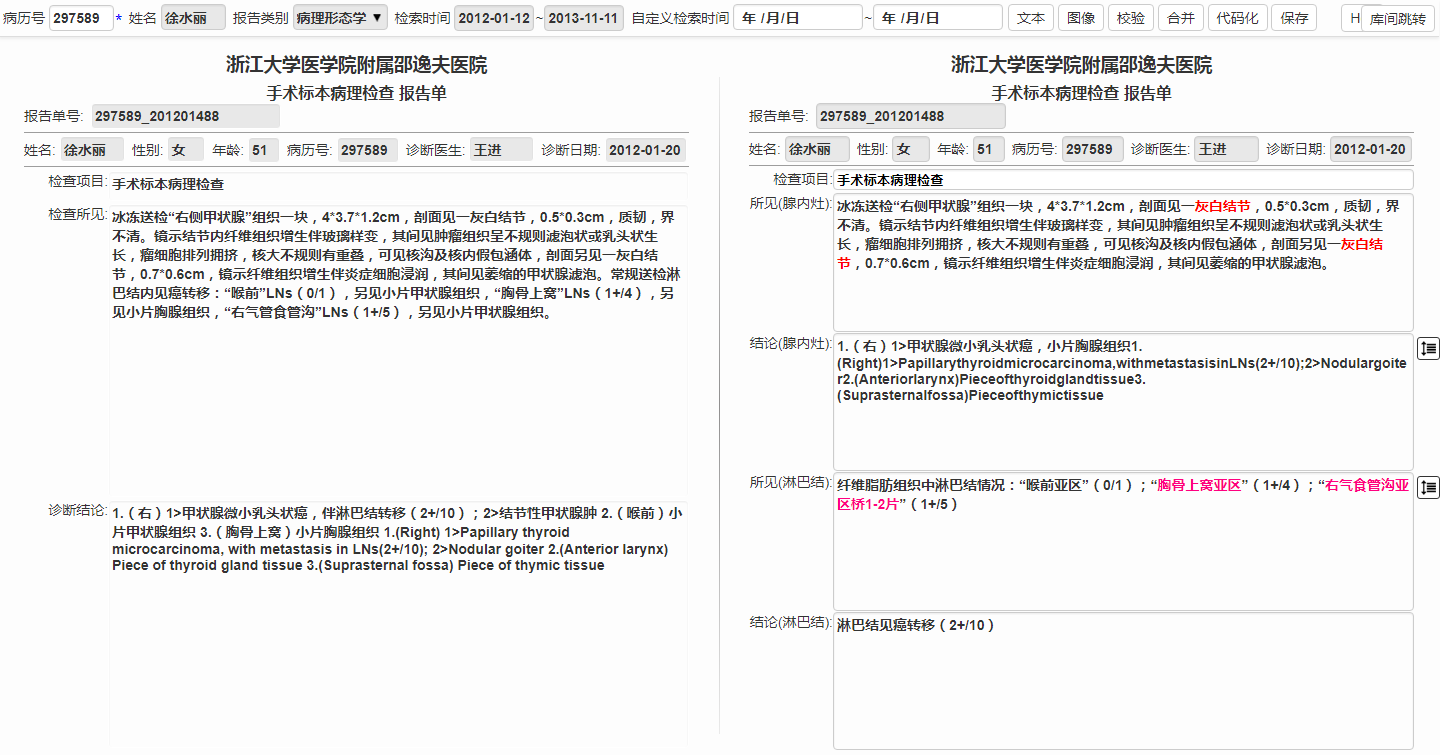 病历号 297589 * 姓名 徐水丽 报告类别 病理形态学 ▼ 检索时间 2012-01-12 ~ 2013-11-11 自定义检索时间 年 /月/日 ~ 年 /月/日 文本 图像 校验 合并 代码化 保存 H 库间跳转
浙江大学医学院附属邵逸夫医院
手术标本病理检查 报告单
报告单号: 297589_201201488
姓名: 徐水丽 性别: 女 年龄: 51 病历号: 297589 诊断医生: 王进 诊断日期: 2012-01-20
检查项目: 手术标本病理检查
检查所见: 冰冻送检“右侧甲状腺”组织一块，4*3.7*1.2cm，剖面见一灰白结节，0.5*0.3cm，质韧，界
不清。镜示结节内纤维组织增生伴玻璃样变，其间见肿瘤组织呈不规则滤泡状或乳头状生
长，瘤细胞排列拥挤，核大不规则有重叠，可见核沟及核内假包涵体，剖面另见一灰白结
节，0.7*0.6cm，镜示纤维组织增生伴炎症细胞浸润，其间见萎缩的甲状腺滤泡。常规送检淋
巴结内见癌转移：“喉前”LNs（0/1），另见小片甲状腺组织，“胸骨上窝”LNs（1+/4），另
见小片胸腺组织，“右气管食管沟”LNs（1+/5），另见小片甲状腺组织。
诊断结论: 1.（右）1>甲状腺微小乳头状癌，伴淋巴结转移（2+/10）；2>结节性甲状腺肿 2.（喉前）小
片甲状腺组织 3.（胸骨上窝）小片胸腺组织 1.(Right) 1>Papillary thyroid
microcarcinoma, with metastasis in LNs(2+/10); 2>Nodular goiter 2.(Anterior larynx)
Piece of thyroid gland tissue 3.(Suprasternal fossa) Piece of thymic tissue
浙江大学医学院附属邵逸夫医院
手术标本病理检查 报告单
报告单号: 297589_201201488
姓名: 徐水丽 性别: 女 年龄: 51 病历号: 297589 诊断医生: 王进 诊断日期: 2012-01-20
检查项目: 手术标本病理检查
所见(腺内灶): 冰冻送检“右侧甲状腺”组织一块，4*3.7*1.2cm，剖面见一灰白结节，0.5*0.3cm，质韧，界
不清。镜示结节内纤维组织增生伴玻璃样变，其间见肿瘤组织呈不规则滤泡状或乳头状生
长，瘤细胞排列拥挤，核大不规则有重叠，可见核沟及核内假包涵体，剖面另见一灰白结
节，0.7*0.6cm，镜示纤维组织增生伴炎症细胞浸润，其间见萎缩的甲状腺滤泡。
结论(腺内灶): 1.（右）1>甲状腺微小乳头状癌，小片胸腺组织1.
(Right)1>Papillarythyroidmicrocarcinoma,withmetastasisinLNs(2+/10);2>Nodulargoite
r2.(Anteriorlarynx)Pieceofthyroidglandtissue3.
(Suprasternalfossa)Pieceofthymictissue
所见(淋巴结): 纤维脂肪组织中淋巴结情况：“喉前亚区”（0/1）；“胸骨上窝亚区”（1+/4）；“右气食管沟亚
区桥1-2片”（1+/5）
结论(淋巴结): 淋巴结见癌转移（2+/10）